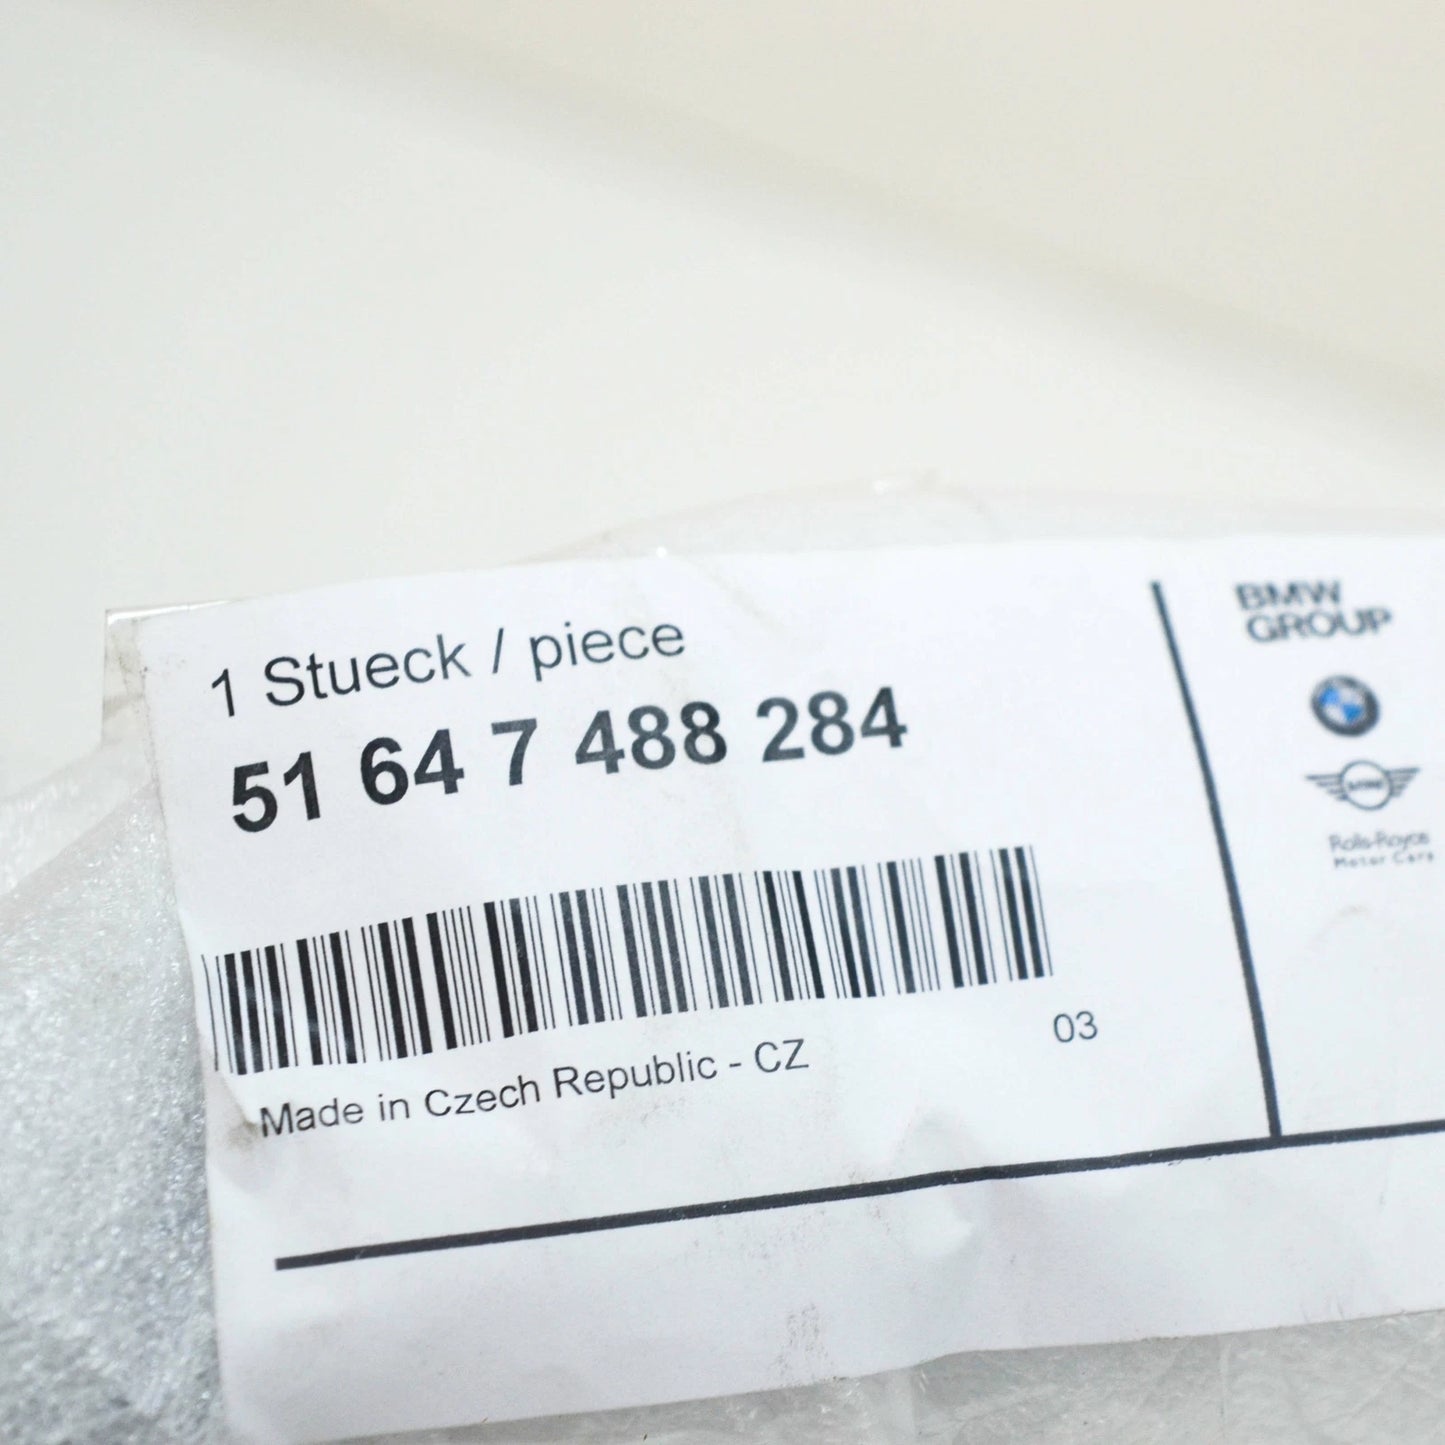 1 Stueck / piece
51 64 7 488 284
Made in Czech Republic - CZ
03
BMW
GROUP
MINI
Rolls-Royce
Motor Cars